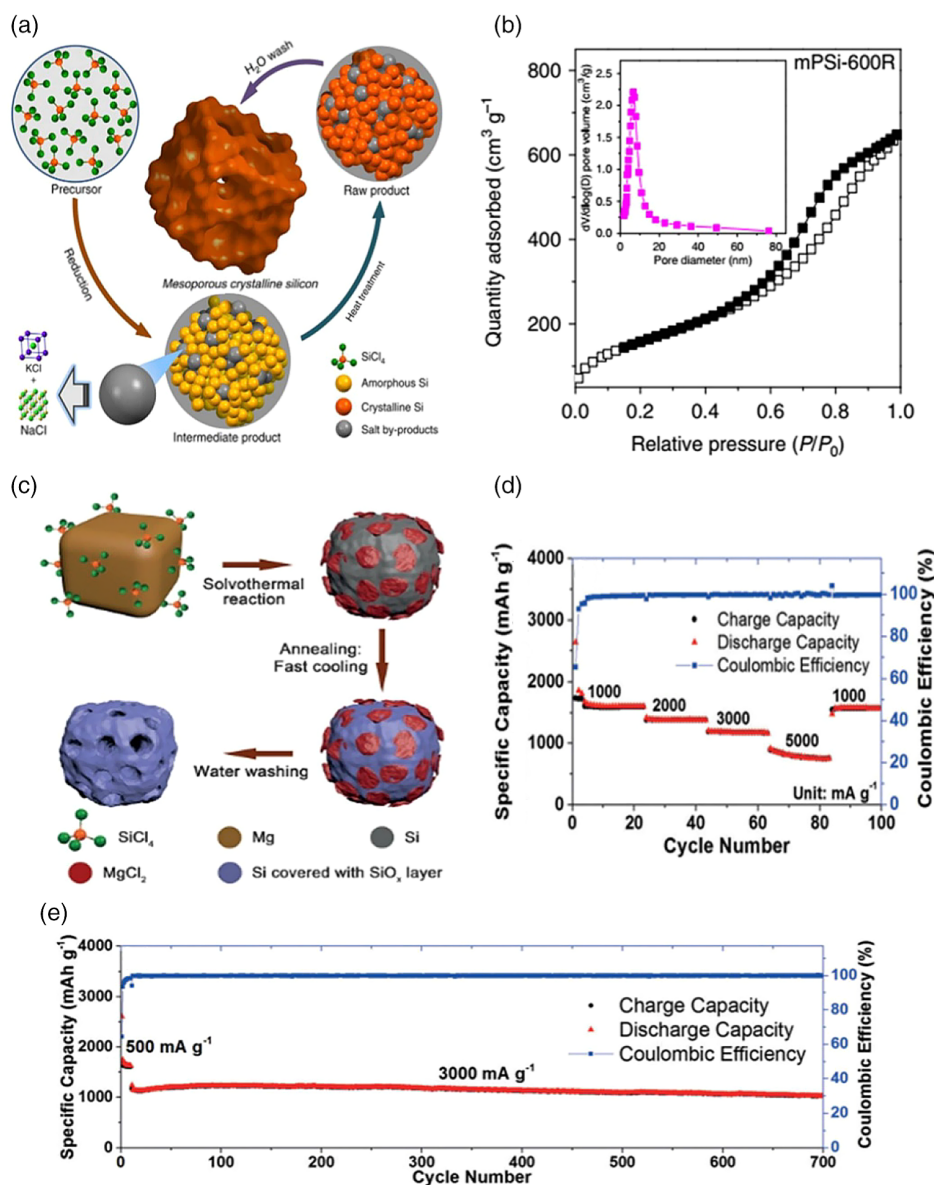 (a)
H₂O wash
Precursor
Raw product
Reduction
Mesoporous crystalline silicon
Heat treatment
KCl
+
NaCl
Intermediate product
SiCl₄
Amorphous Si
Crystalline Si
Salt by-products
(b)
mPSi-600R
Quantity adsorbed (cm³ g⁻¹)
800
600
400
200
0.0 0.2 0.4 0.6 0.8 1.0
Relative pressure (P/P₀)
dV/dlog(D) pore volume (cm³/g)
2.5
2.0
1.5
1.0
0.5
0.0
0 20 40 60 80
Pore diameter (nm)
(c)
Solvothermal
reaction
Annealing:
Fast cooling
Water washing
SiCl₄
Mg
Si
MgCl₂
Si covered with SiOₓ layer
(d)
Specific Capacity (mAh g⁻¹)
4000
3000
2000
1000
0
Charge Capacity
Discharge Capacity
Coulombic Efficiency
1000
2000
3000
5000
1000
Unit: mA g⁻¹
0 20 40 60 80 100
Cycle Number
100
80
60
40
20
0
Coulombic Efficiency (%)
(e)
Specific Capacity (mAh g⁻¹)
4000
3000
2000
1000
0
500 mA g⁻¹
3000 mA g⁻¹
Charge Capacity
Discharge Capacity
Coulombic Efficiency
0 100 200 300 400 500 600 700
Cycle Number
100
80
60
40
20
0
Coulombic Efficiency (%)